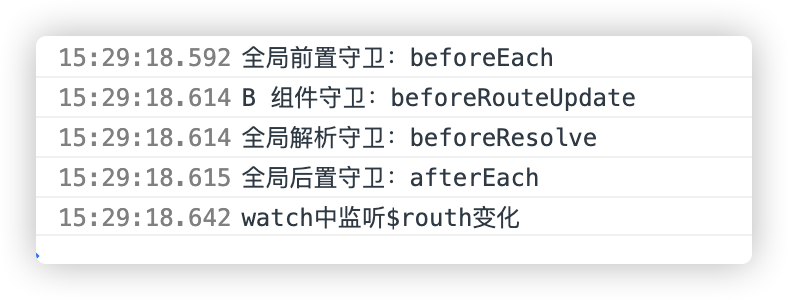 15:29:18.592 全局前置守卫：beforeEach
15:29:18.614 B 组件守卫：beforeRouteUpdate
15:29:18.614 全局解析守卫：beforeResolve
15:29:18.615 全局后置守卫：afterEach
15:29:18.642 watch中监听$routh变化